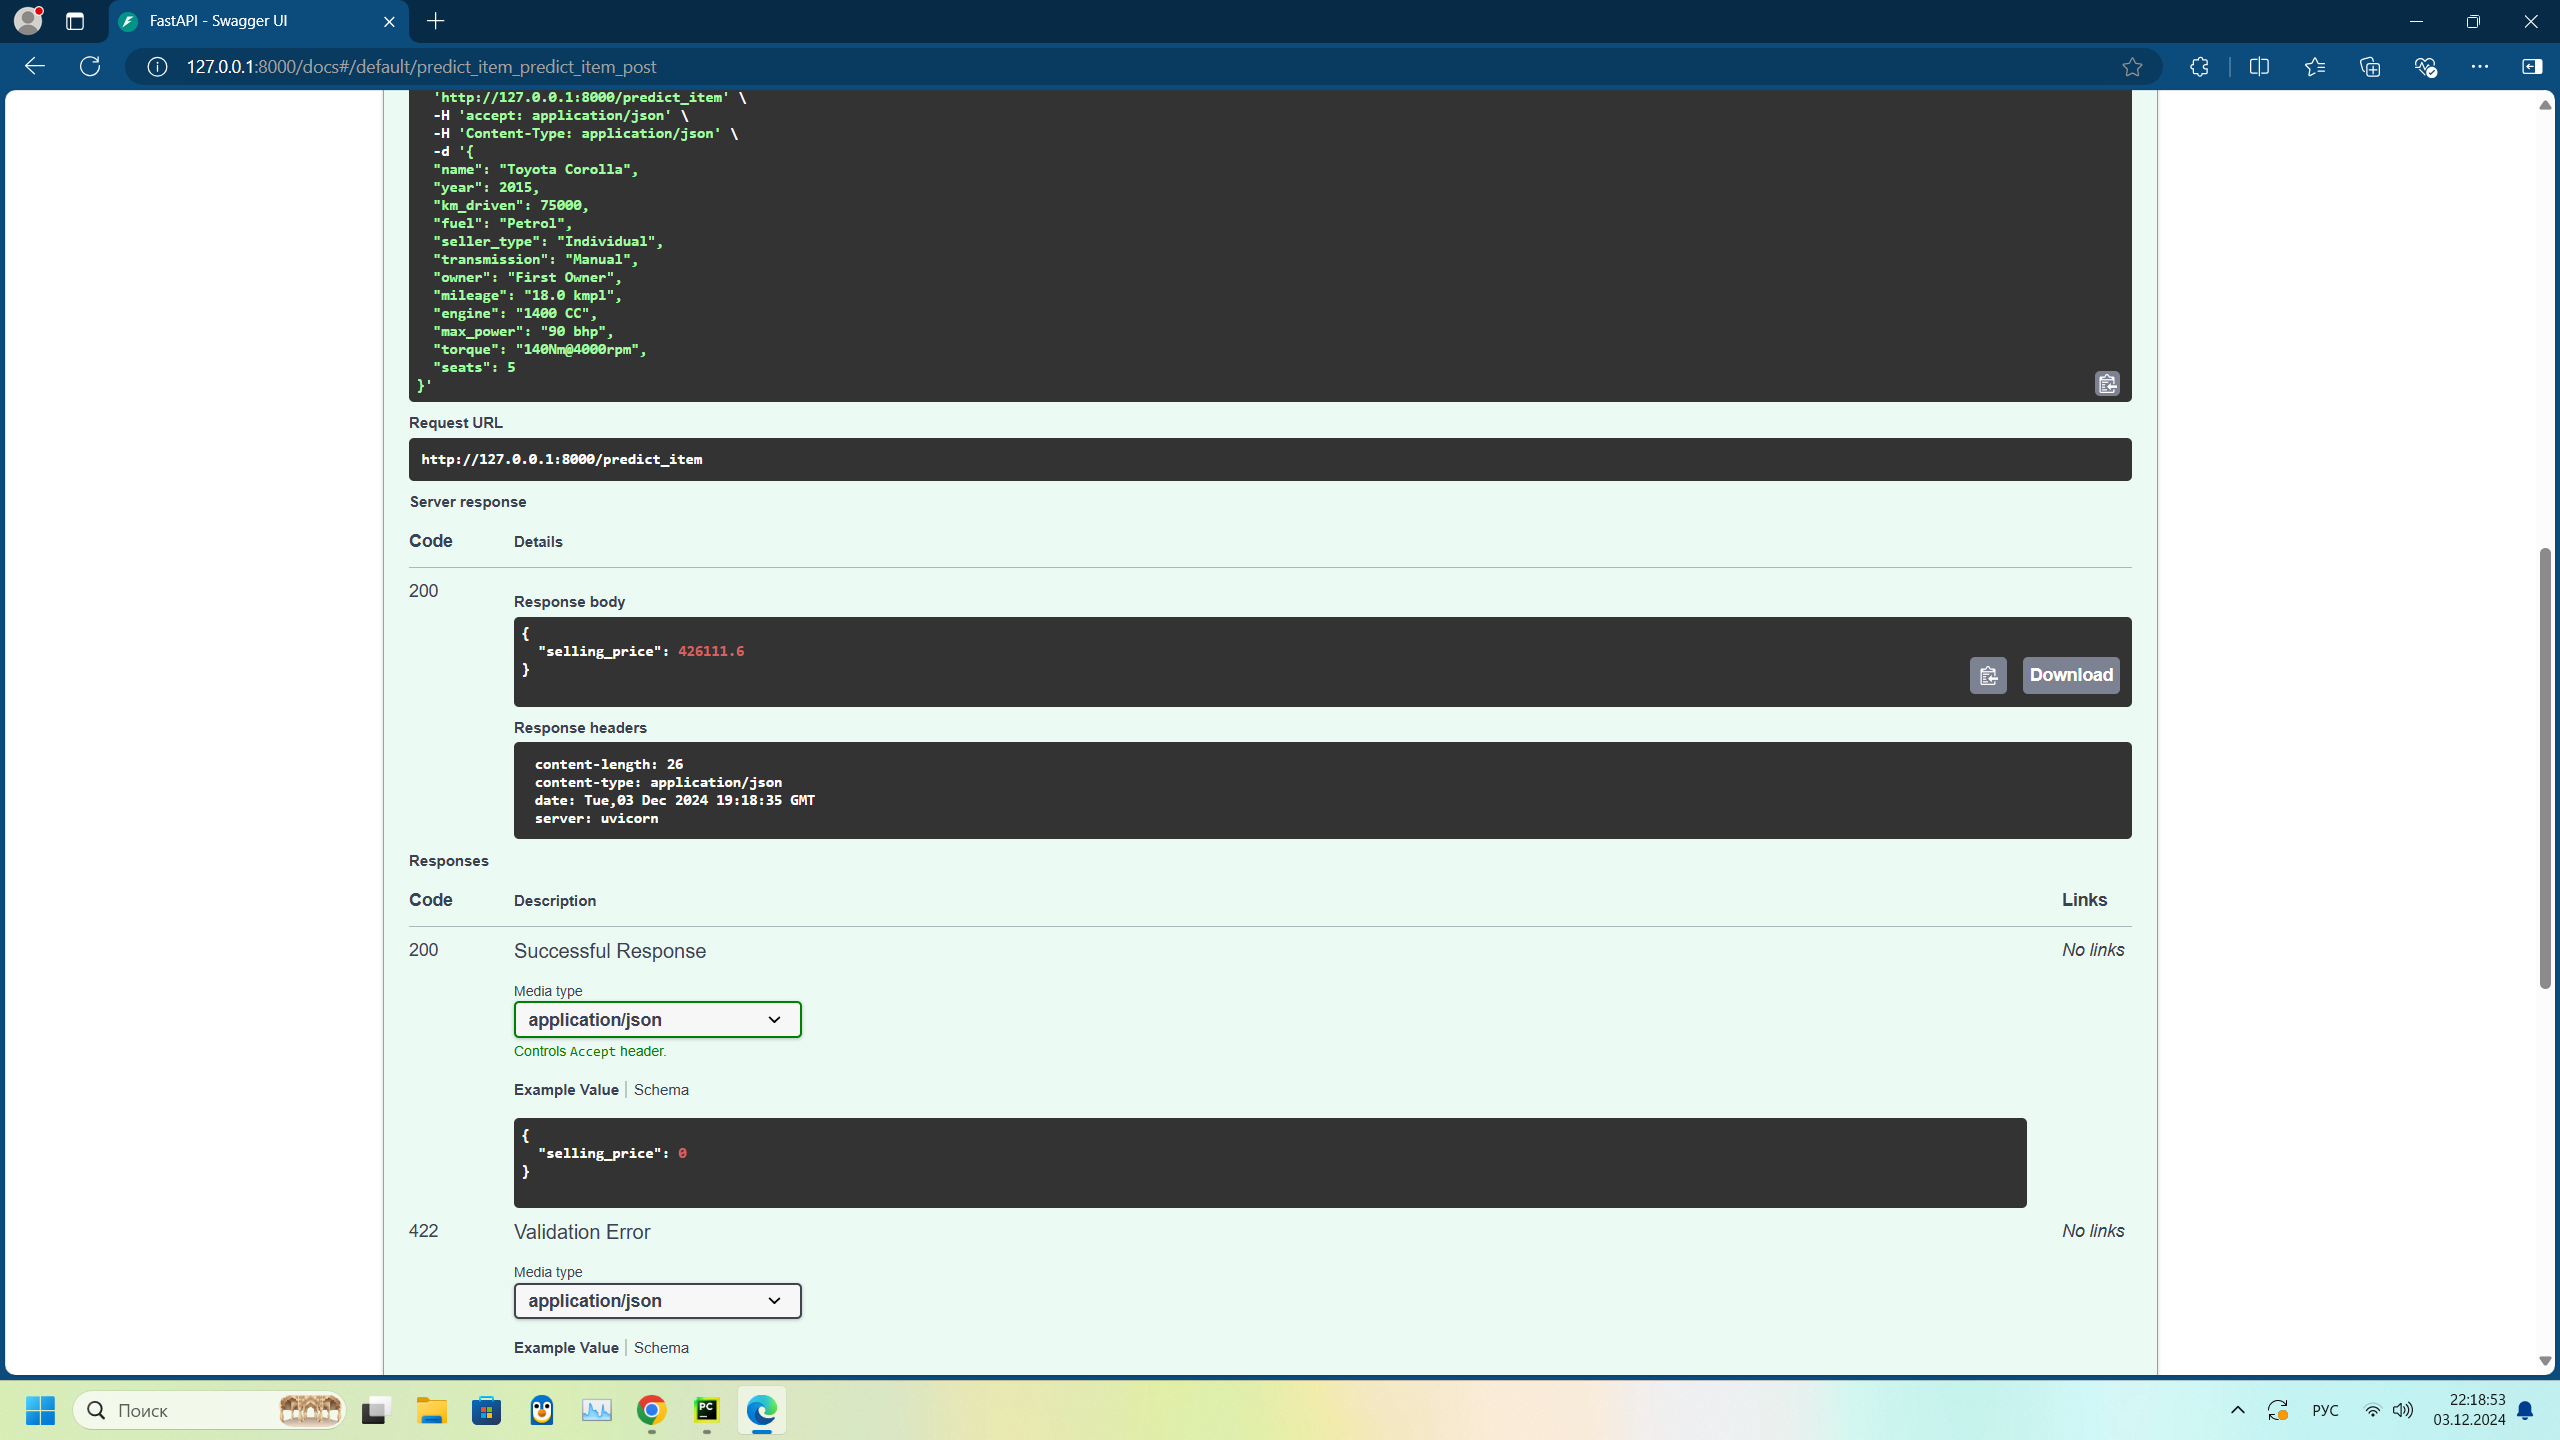 FastAPI - Swagger UI
127.0.0.1:8000/docs#/default/predict_item_predict_item_post
'http://127.0.0.1:8000/predict_item' \
-H 'accept: application/json' \
-H 'Content-Type: application/json' \
-d '{
"name": "Toyota Corolla",
"year": 2015,
"km_driven": 75000,
"fuel": "Petrol",
"seller_type": "Individual",
"transmission": "Manual",
"owner": "First Owner",
"mileage": "18.0 kmpl",
"engine": "1400 CC",
"max_power": "90 bhp",
"torque": "140Nm@4000rpm",
"seats": 5
}'
Request URL
http://127.0.0.1:8000/predict_item
Server response
Code Details
200
Response body
{
"selling_price": 426111.6
}
Download
Response headers
content-length: 26
content-type: application/json
date: Tue,03 Dec 2024 19:18:35 GMT
server: uvicorn
Responses
Code Description Links
200 Successful Response No links
Media type
application/json
Controls Accept header.
Example Value Schema
{
"selling_price": 0
}
422 Validation Error No links
Media type
application/json
Example Value Schema
Поиск
PC
РУС
22:18:53
03.12.2024